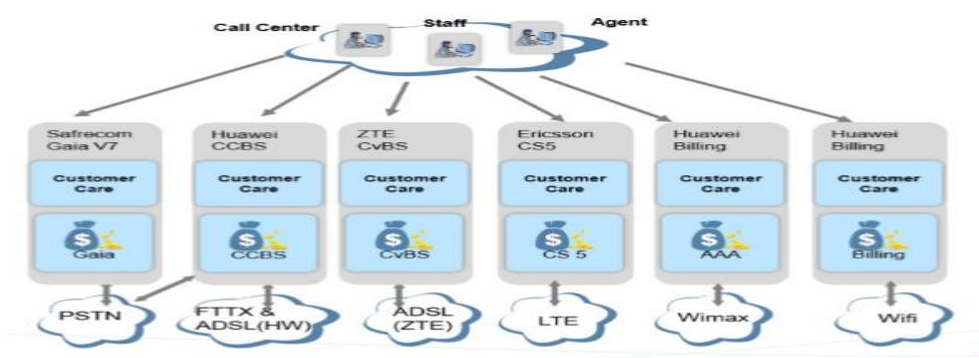 Call Center
Staff
Agent
Safrecom
Gaia V7
Customer
Care
Gaia
Huawei
CCBS
Customer
Care
CCBS
ZTE
CvBS
Customer
Care
CvBS
Ericsson
CS5
Customer
Care
CS 5
Huawei
Billing
Customer
Care
AAA
Huawei
Billing
Customer
Care
Billing
PSTN
FTTX &
ADSL(HW)
ADSL
(ZTE)
LTE
Wimax
Wifi